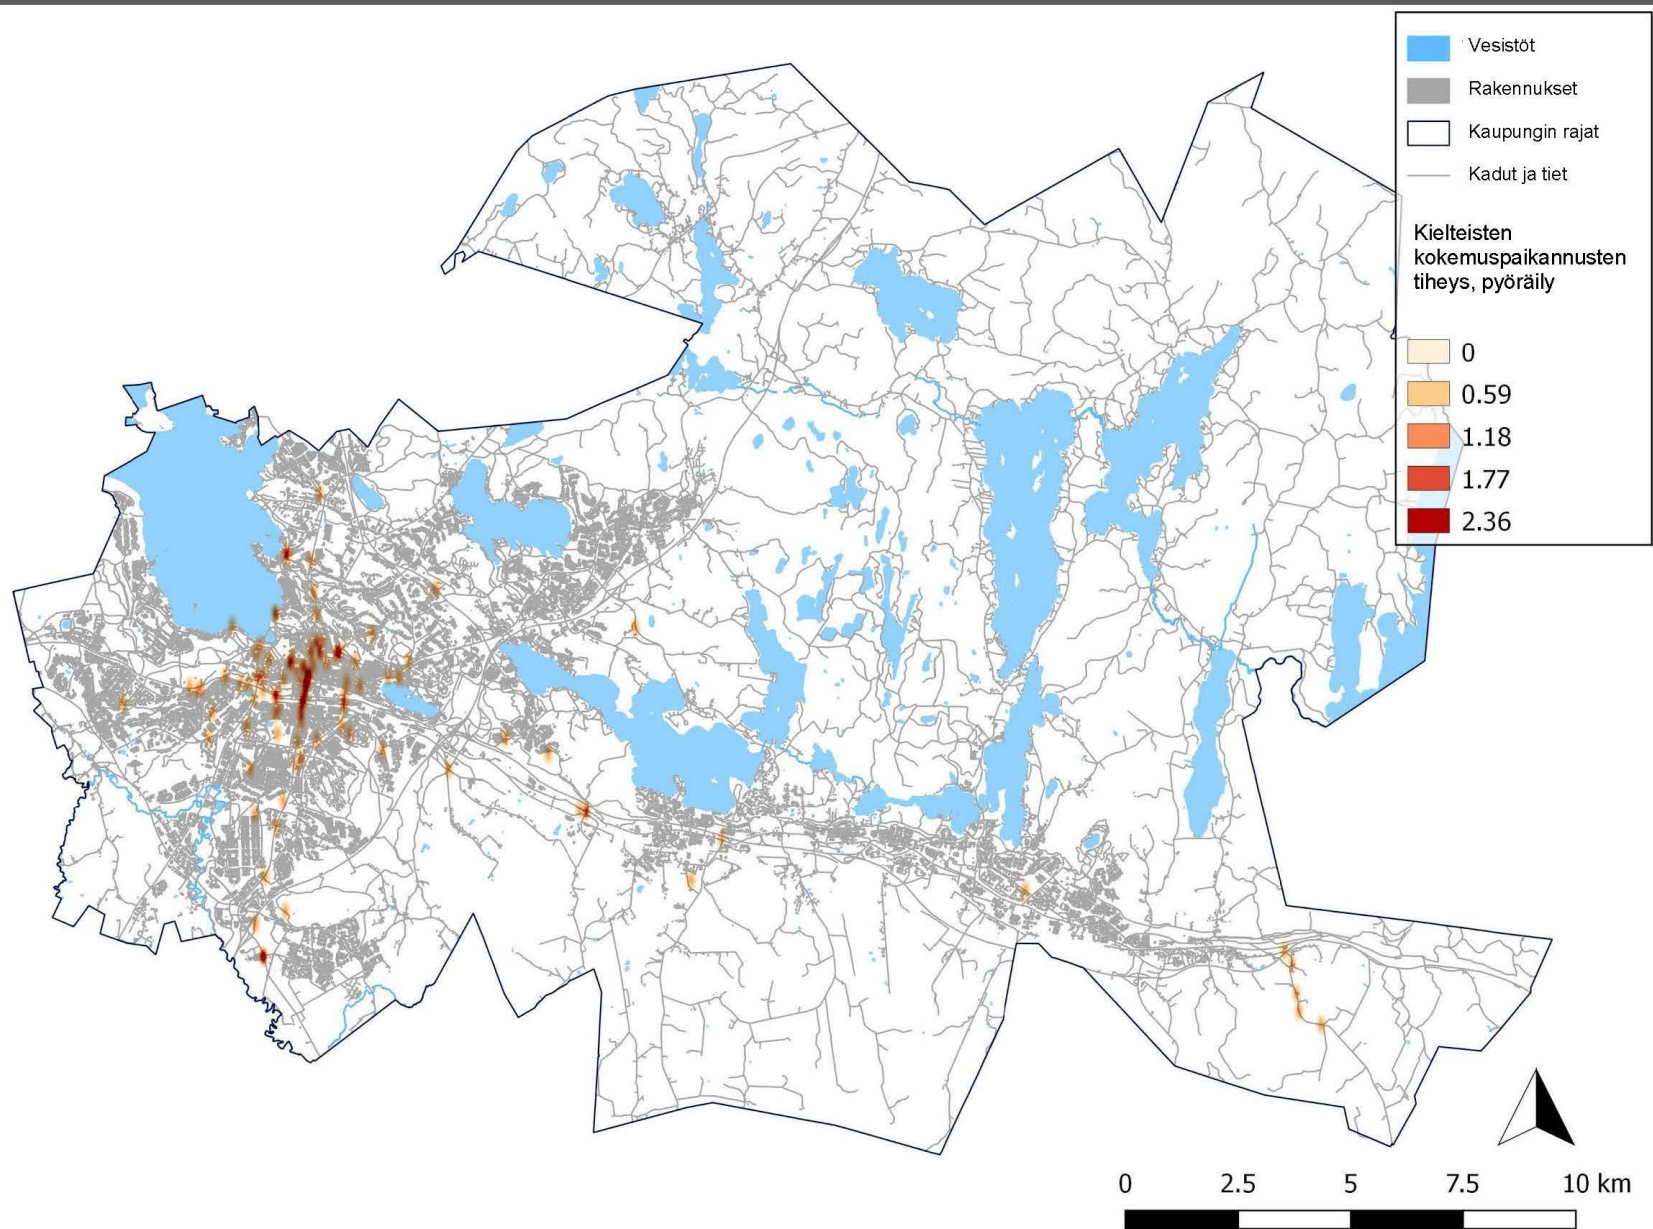 Vesistöt
Rakennukset
Kaupungin rajat
Kadut ja tiet
Kielteisten
kokemuspaikannusten
tiheys, pyöräily
0
0.59
1.18
1.77
2.36
0 2.5 5 7.5 10 km